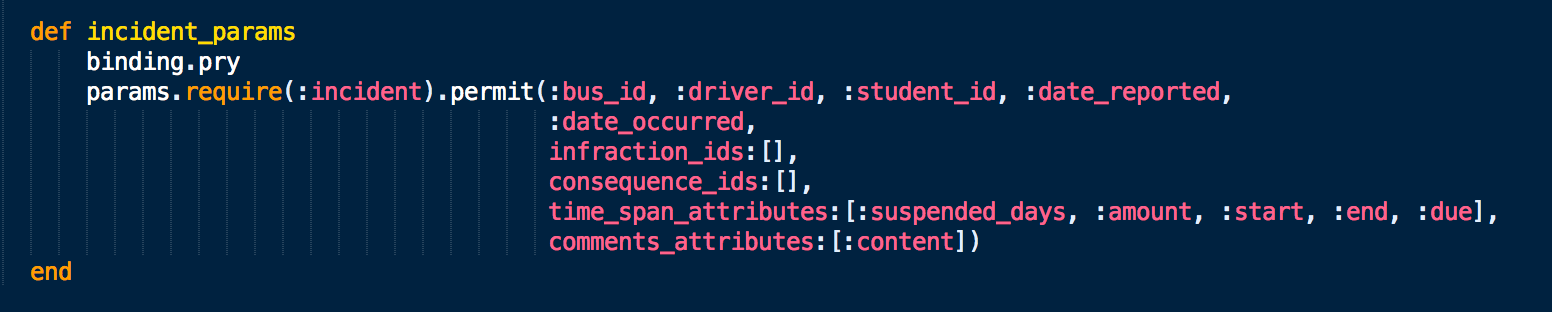 def incident_params
binding.pry
params.require(:incident).permit(:bus_id, :driver_id, :student_id, :date_reported,
:date_occurred,
infraction_ids:[],
consequence_ids:[],
time_span_attributes:[:suspended_days, :amount, :start, :end, :due],
comments_attributes:[:content])
end